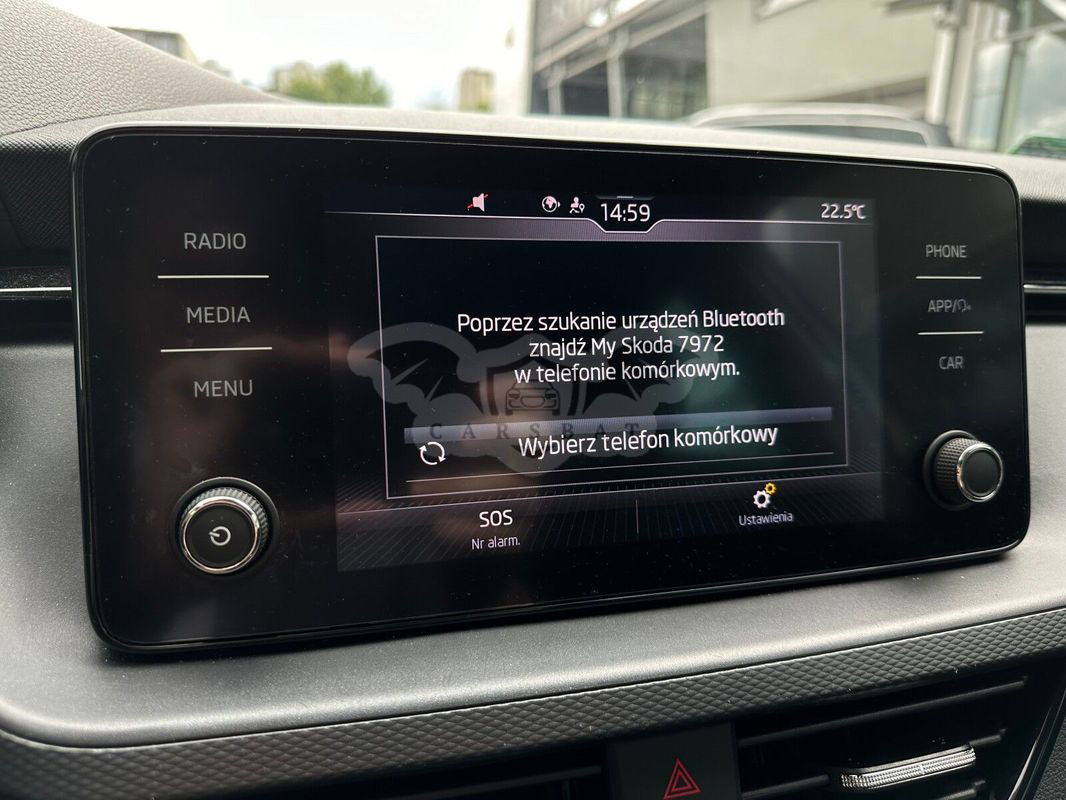 14:59
22.5°C
RADIO
MEDIA
MENU
Poprzez szukanie urządzeń Bluetooth
znajdź My Skoda 7972
w telefonie komórkowym.
CARSBAT
Wybierz telefon komórkowy
SOS
Nr alarm.
Ustawienia
PHONE
APP/
CAR